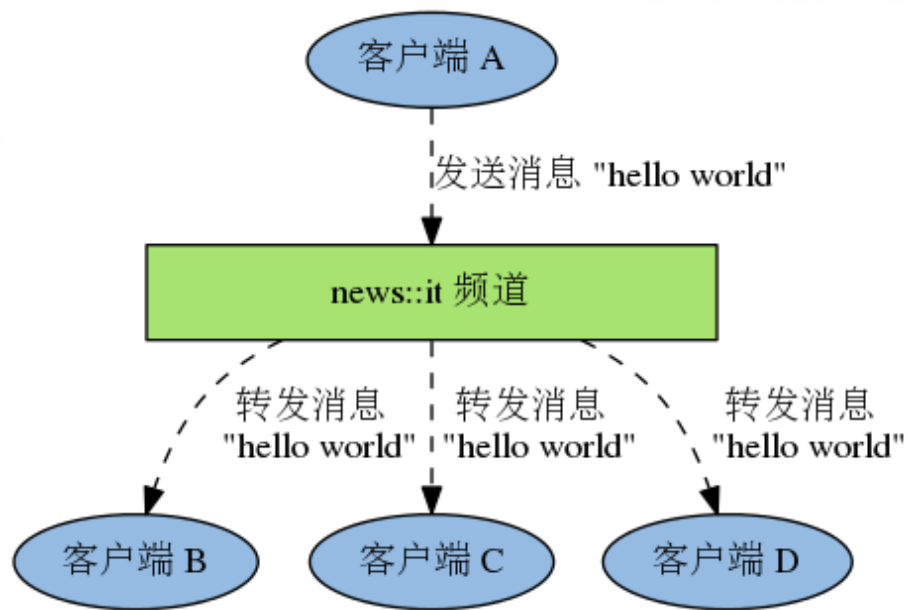 客户端 A
发送消息 "hello world"
news::it 频道
转发消息
"hello world"
转发消息
"hello world"
转发消息
"hello world"
客户端 B
客户端 C
客户端 D